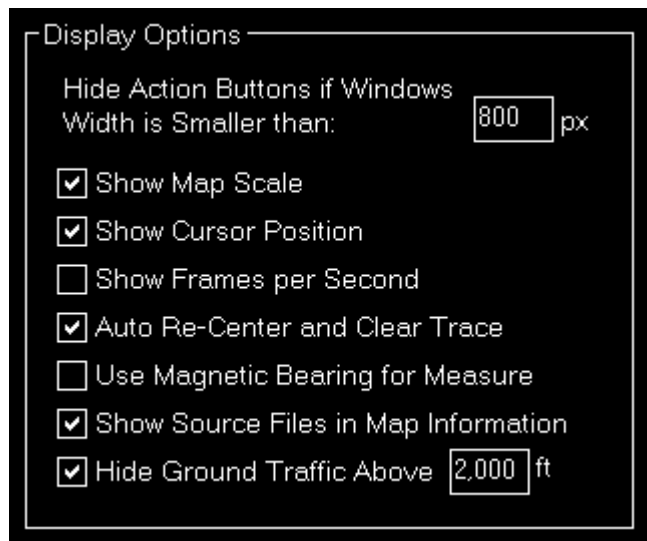 Display Options
Hide Action Buttons if Windows
Width is Smaller than: 800 px
Show Map Scale
Show Cursor Position
Show Frames per Second
Auto Re-Center and Clear Trace
Use Magnetic Bearing for Measure
Show Source Files in Map Information
Hide Ground Traffic Above 2,000 ft